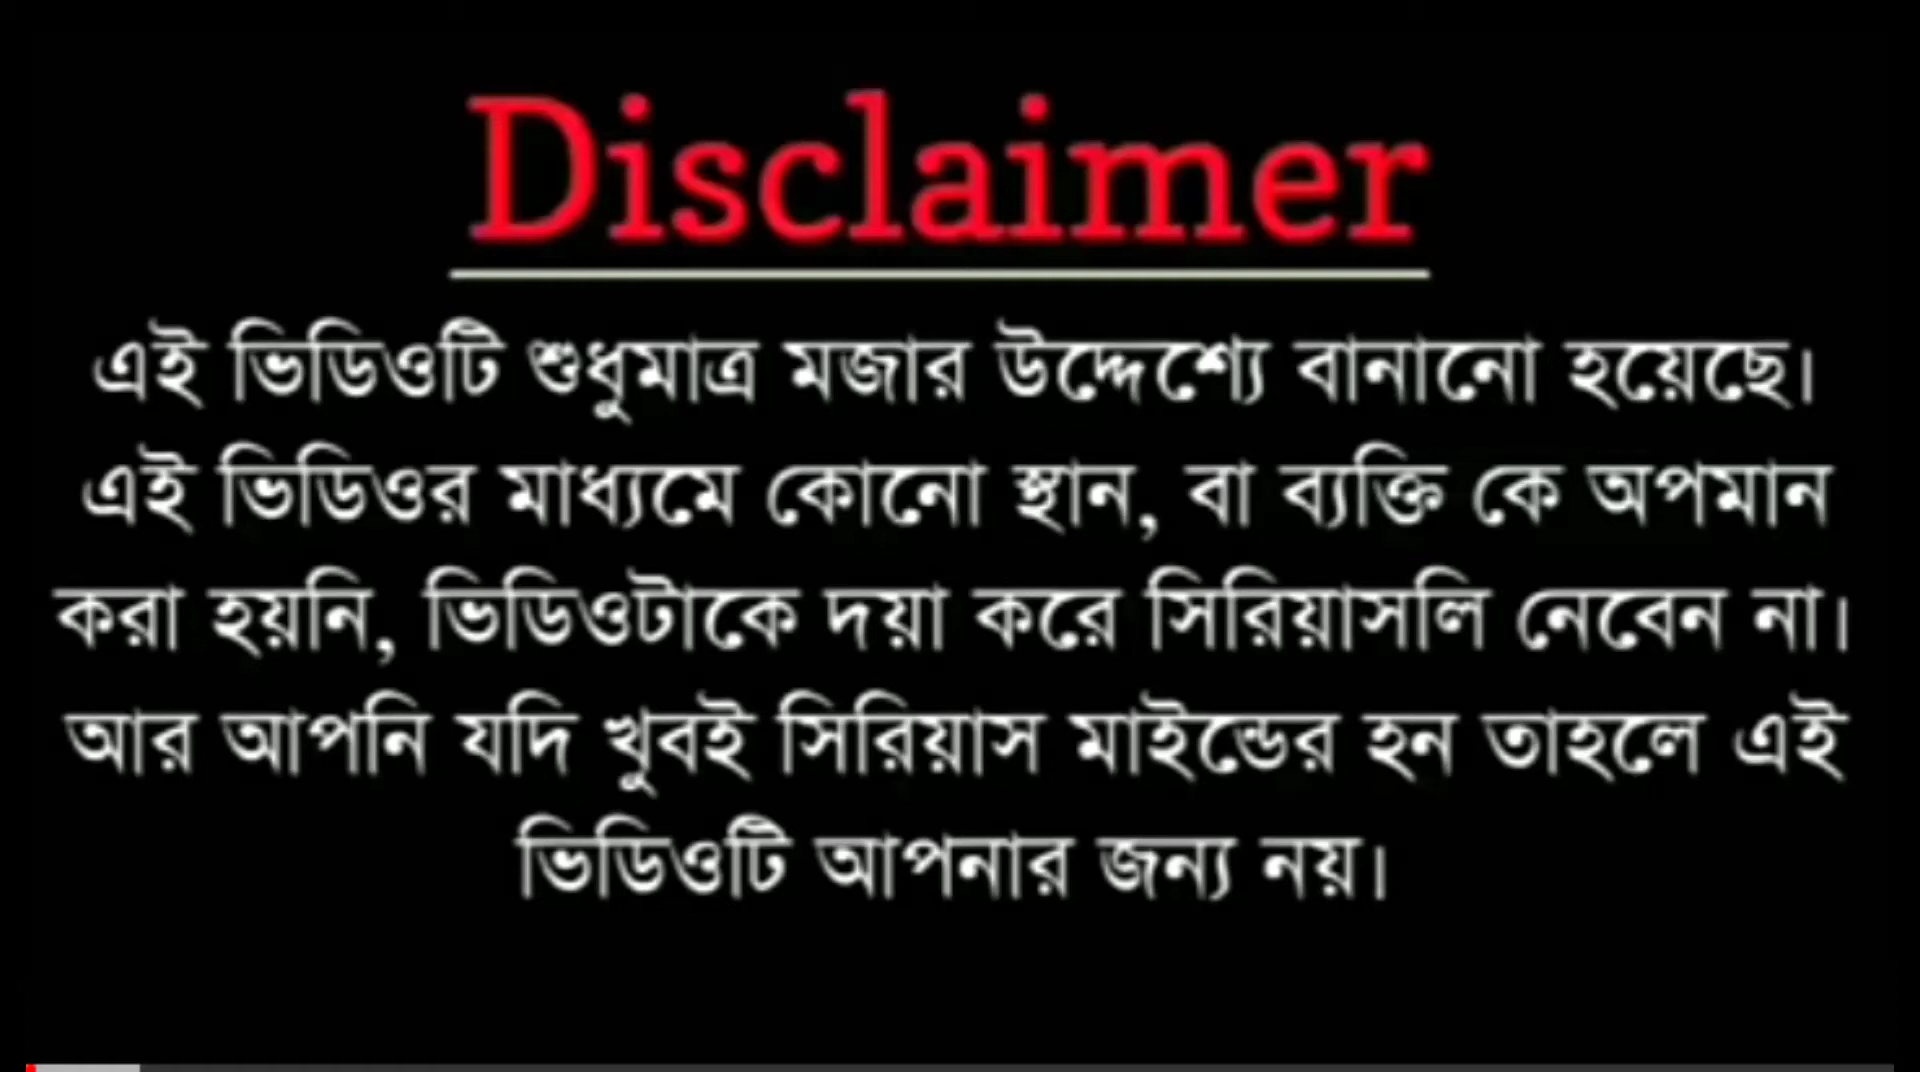 Disclaimer
এই ভিডিওটি শুধুমাত্র মজার উদ্দেশ্যে বানানো হয়েছে।
এই ভিডিওর মাধ্যমে কোনো স্থান, বা ব্যক্তি কে অপমান
করা হয়নি, ভিডিওটাকে দয়া করে সিরিয়াসলি নেবেন না।
আর আপনি যদি খুবই সিরিয়াস মাইন্ডের হন তাহলে এই
ভিডিওটি আপনার জন্য নয়।